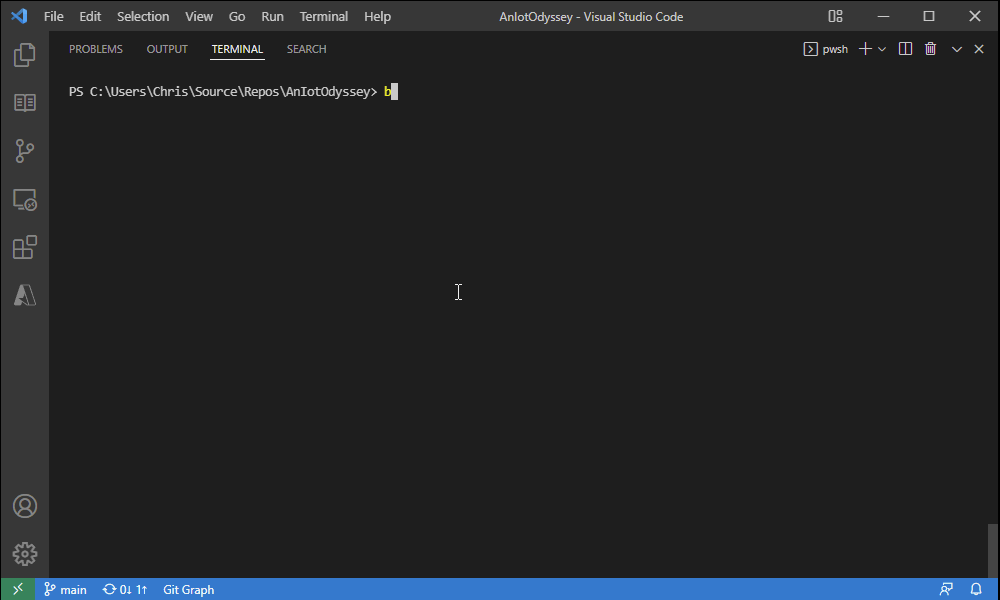 File Edit Selection View Go Run Terminal Help AnIotOdyssey - Visual Studio Code
PROBLEMS OUTPUT TERMINAL SEARCH pwsh
PS C:\Users\Chris\Source\Repos\AnIotOdyssey> b
main 0↓ 1↑ Git Graph